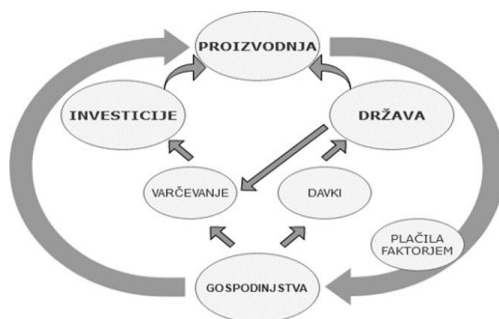 PROIZVODNJA
INVESTICIJE
DRŽAVA
VARČEVANJE
DAVKI
PLAČILA
FAKTORJEM
GOSPODINJSTVA